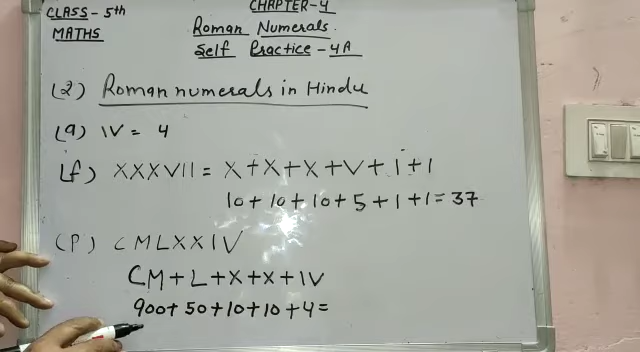 CLASS - 5th
MATHS
CHAPTER-4
Roman Numerals.
Self Practice - 4A
(2) Roman numerals in Hindu
(a) IV = 4
(f) XXXVII = X+X+X+V+I+I
10+10+10+5+1+1=37
(P) CMLXXIV
CM+L+X+X+IV
900+50+10+10+4=